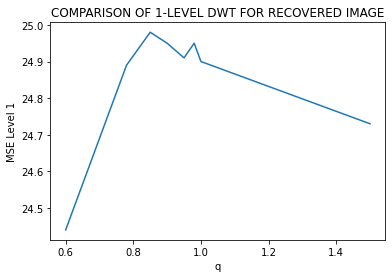 COMPARISON OF 1-LEVEL DWT FOR RECOVERED IMAGE
25.0
24.9
24.8
24.7
24.6
24.5
MSE Level 1
0.6 0.8 1.0 1.2 1.4
q